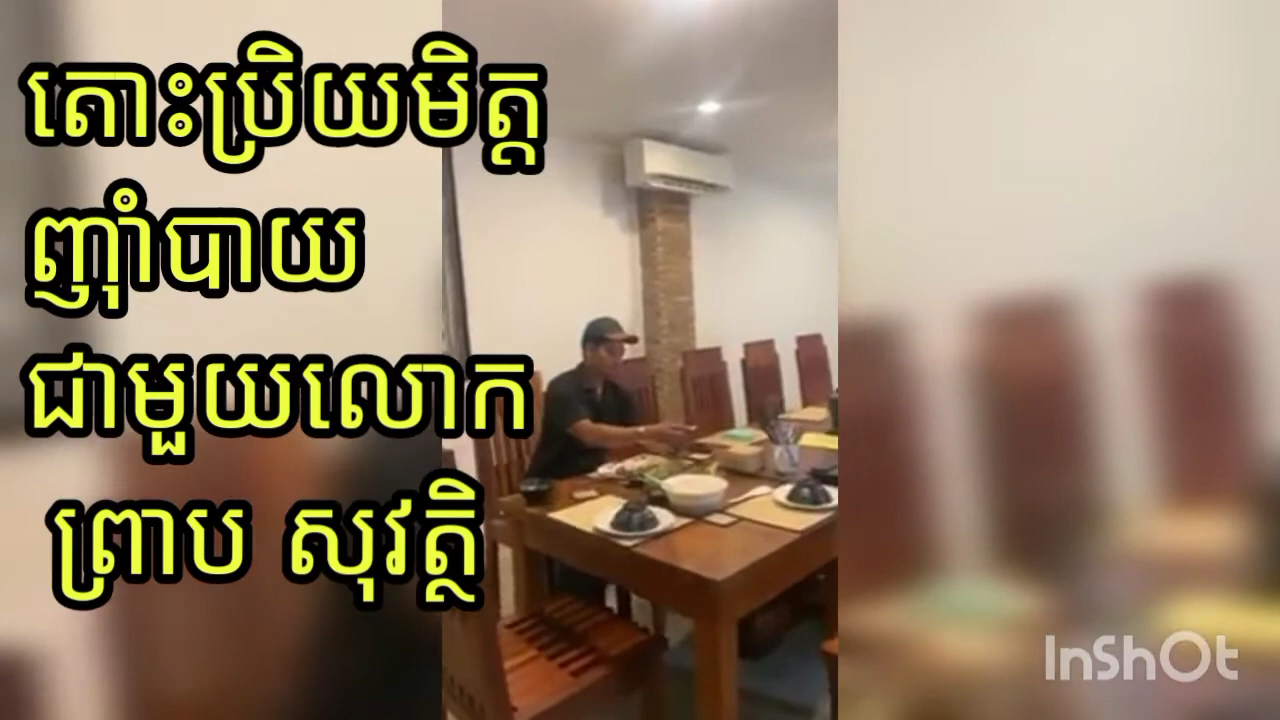 តោះប្រិយមិត្ត
ញ៉ាំបាយ
ជាមួយលោក
ព្រាប សុវត្ថិ
InShOt